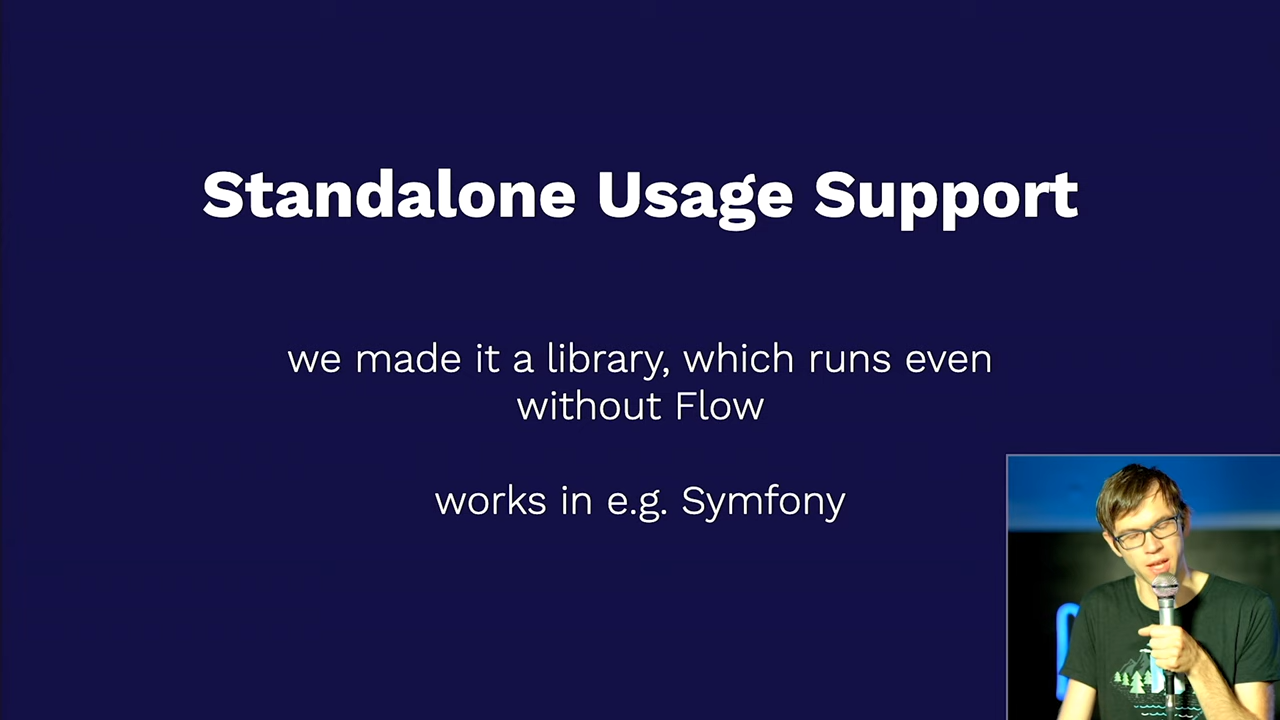 Standalone Usage Support
we made it a library, which runs even
without Flow
works in e.g. Symfony